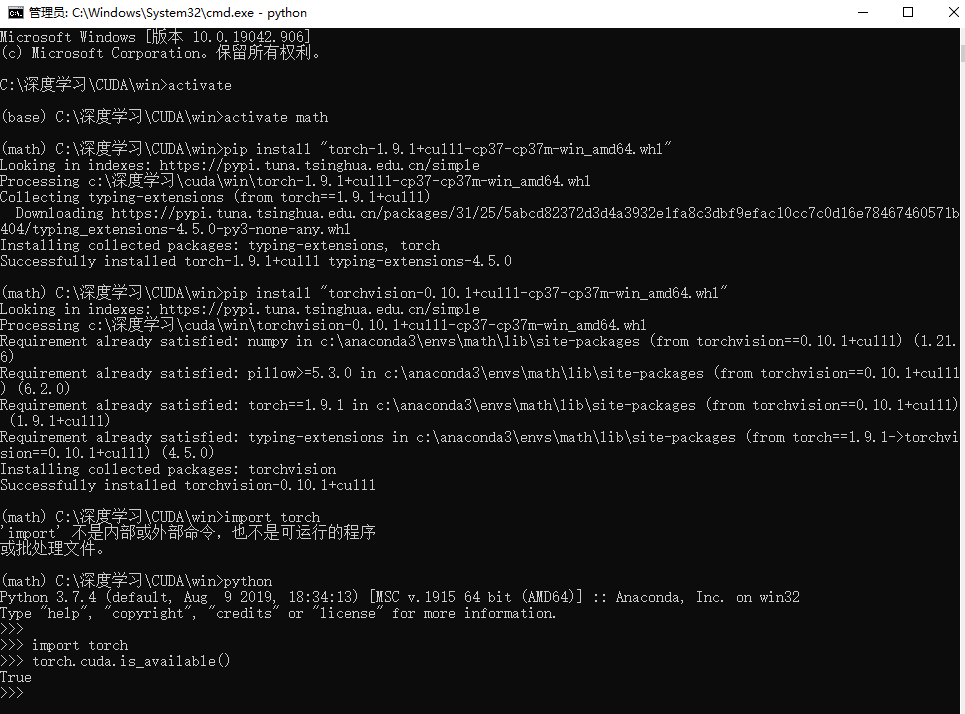 管理员: C:\Windows\System32\cmd.exe - python
Microsoft Windows [版本 10.0.19042.906]
(c) Microsoft Corporation。保留所有权利。
C:\深度学习\CUDA\win>activate
(base) C:\深度学习\CUDA\win>activate math
(math) C:\深度学习\CUDA\win>pip install "torch-1.9.1+cu111-cp37-cp37m-win_amd64.whl"
Looking in indexes: https://pypi.tuna.tsinghua.edu.cn/simple
Processing c:\深度学习\cuda\win\torch-1.9.1+cu111-cp37-cp37m-win_amd64.whl
Collecting typing-extensions (from torch==1.9.1+cu111)
  Downloading https://pypi.tuna.tsinghua.edu.cn/packages/31/25/5abcd82372d3d4a3932e1fa8c3dbf9efac10cc7c0d16e78467460571b
404/typing_extensions-4.5.0-py3-none-any.whl
Installing collected packages: typing-extensions, torch
Successfully installed torch-1.9.1+cu111 typing-extensions-4.5.0
(math) C:\深度学习\CUDA\win>pip install "torchvision-0.10.1+cu111-cp37-cp37m-win_amd64.whl"
Looking in indexes: https://pypi.tuna.tsinghua.edu.cn/simple
Processing c:\深度学习\cuda\win\torchvision-0.10.1+cu111-cp37-cp37m-win_amd64.whl
Requirement already satisfied: numpy in c:\anaconda3\envs\math\lib\site-packages (from torchvision==0.10.1+cu111) (1.21.
6)
Requirement already satisfied: pillow>=5.3.0 in c:\anaconda3\envs\math\lib\site-packages (from torchvision==0.10.1+cu111
) (6.2.0)
Requirement already satisfied: torch==1.9.1 in c:\anaconda3\envs\math\lib\site-packages (from torchvision==0.10.1+cu111)
 (1.9.1+cu111)
Requirement already satisfied: typing-extensions in c:\anaconda3\envs\math\lib\site-packages (from torch==1.9.1->torchvi
sion==0.10.1+cu111) (4.5.0)
Installing collected packages: torchvision
Successfully installed torchvision-0.10.1+cu111
(math) C:\深度学习\CUDA\win>import torch
'import' 不是内部或外部命令，也不是可运行的程序
或批处理文件。
(math) C:\深度学习\CUDA\win>python
Python 3.7.4 (default, Aug  9 2019, 18:34:13) [MSC v.1915 64 bit (AMD64)] :: Anaconda, Inc. on win32
Type "help", "copyright", "credits" or "license" for more information.
>>>
>>> import torch
>>> torch.cuda.is_available()
True
>>>